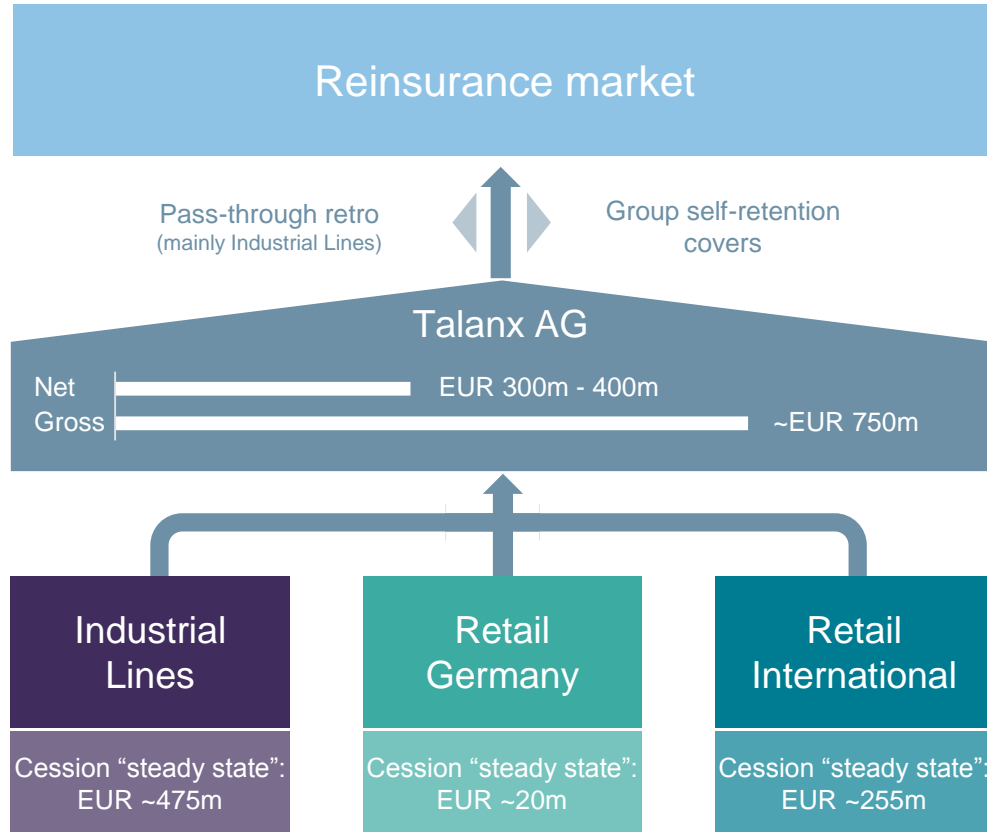 Reinsurance market
Pass-through retro
(mainly Industrial Lines)
Group self-retention
covers
Talanx AG
Net EUR 300m - 400m
Gross ~EUR 750m
Industrial
Lines
Retail
Germany
Retail
International
Cession “steady state”:
EUR ~475m
Cession “steady state”:
EUR ~20m
Cession “steady state”:
EUR ~255m